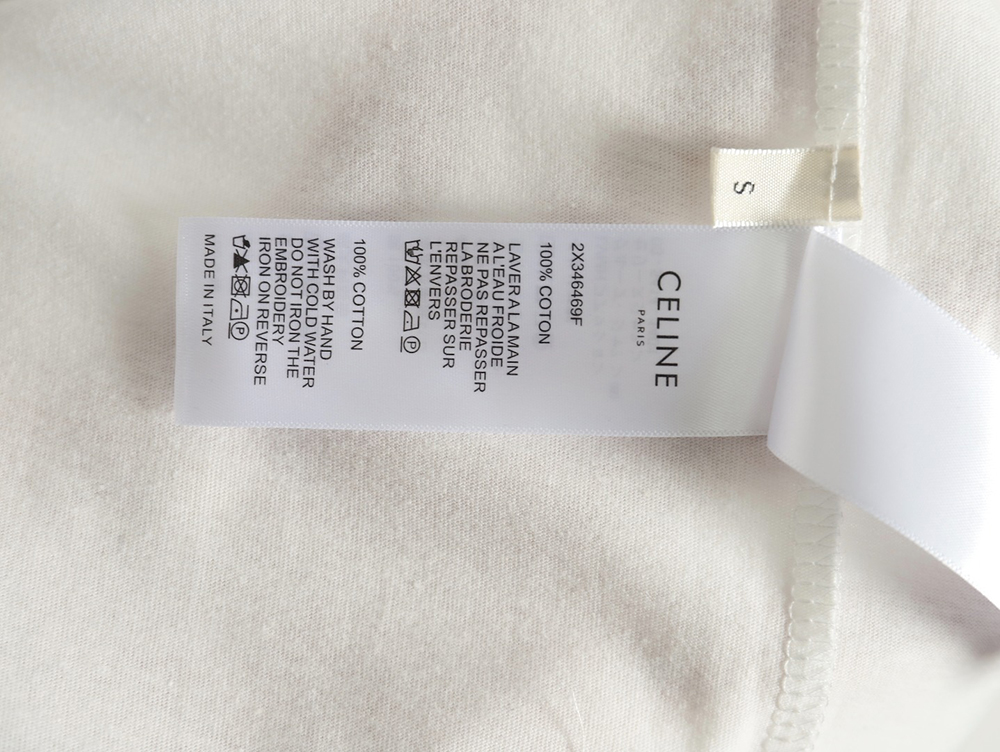 S
CELINE
PARIS
2X346469F
100% COTON
LAVER A LA MAIN
A L'EAU FROIDE
NE PAS REPASSER
LA BRODERIE
REPASSER SUR
L'ENVERS
100% COTTON
WASH BY HAND
WITH COLD WATER
DO NOT IRON THE
EMBROIDERY
IRON ON REVERSE
MADE IN ITALY